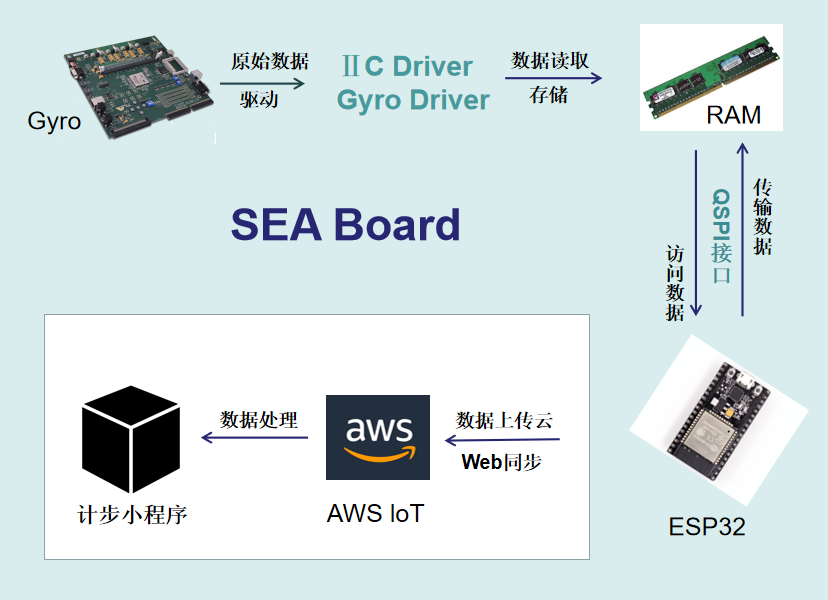 Gyro
原始数据
驱动
ⅡC Driver
Gyro Driver
数据读取
存储
RAM
SEA Board
访问数据
QSPI接口
传输数据
ESP32
数据上传云
Web同步
aws
AWS IoT
数据处理
计步小程序